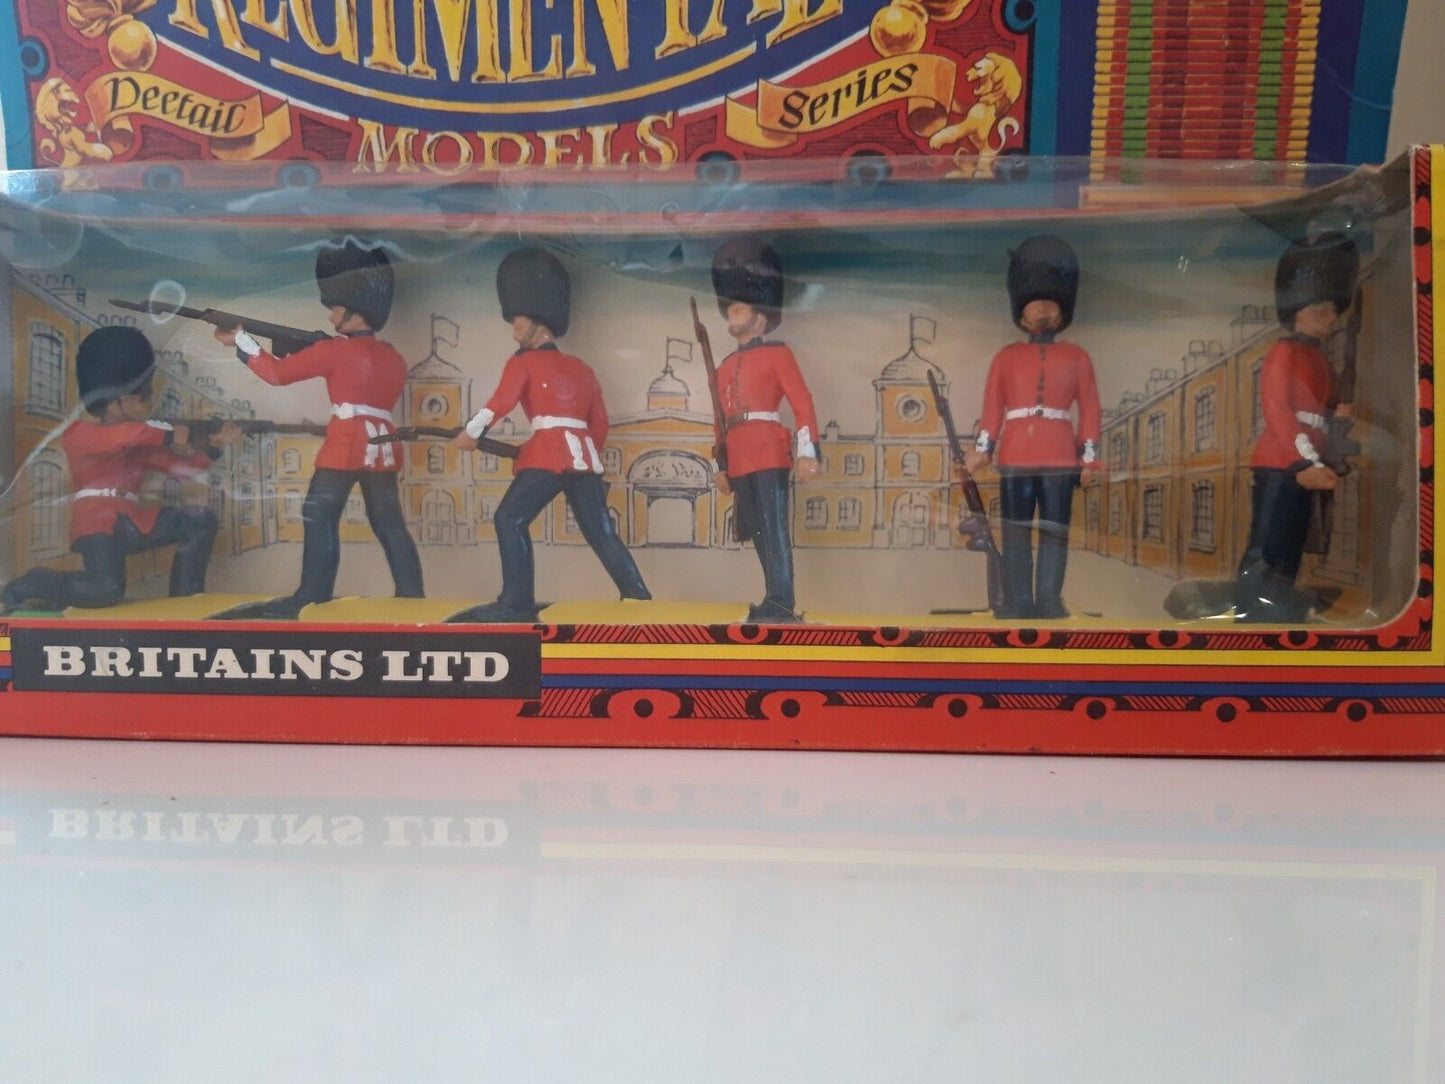 REGIMENTAL
Deetail
Series
MODELS
BRITAINS LTD